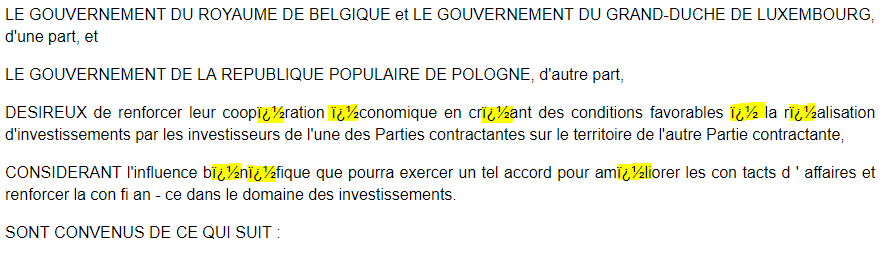 LE GOUVERNEMENT DU ROYAUME DE BELGIQUE et LE GOUVERNEMENT DU GRAND-DUCHE DE LUXEMBOURG,
d'une part, et
LE GOUVERNEMENT DE LA REPUBLIQUE POPULAIRE DE POLOGNE, d'autre part,
DESIREUX de renforcer leur coopï¿½ration ï¿½conomique en crï¿½ant des conditions favorables ï¿½ la rï¿½alisation
d'investissements par les investisseurs de l'une des Parties contractantes sur le territoire de l'autre Partie contractante,
CONSIDERANT l'influence bï¿½nï¿½fique que pourra exercer un tel accord pour amï¿½liorer les con tacts d ' affaires et
renforcer la con fi an - ce dans le domaine des investissements.
SONT CONVENUS DE CE QUI SUIT :